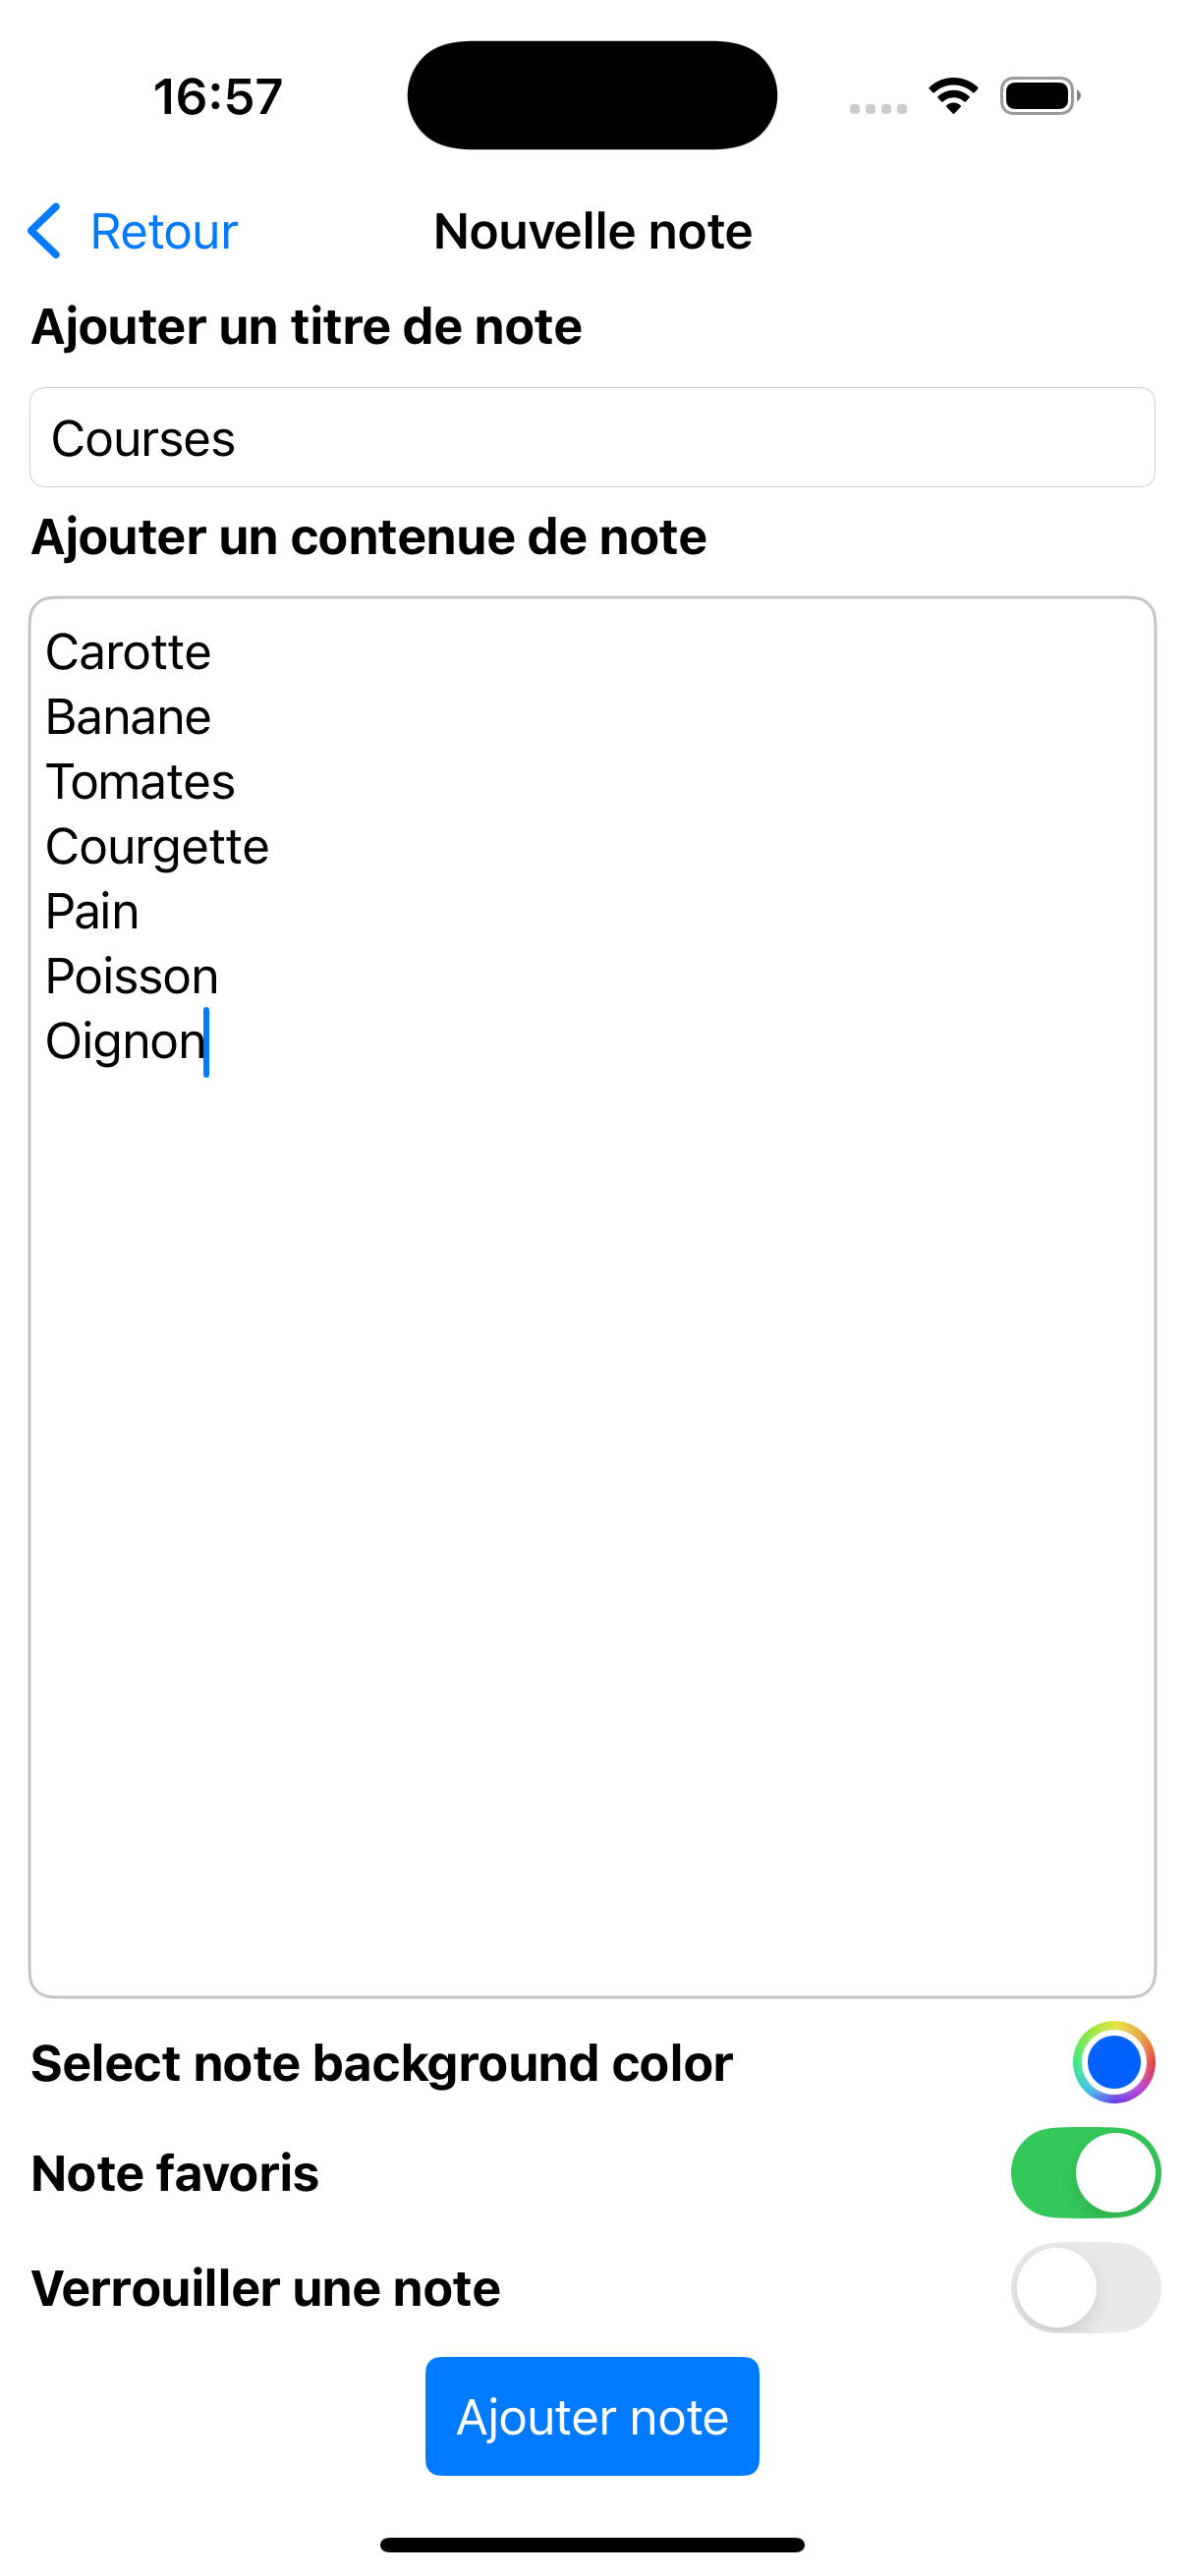 16:57
Retour
Nouvelle note
Ajouter un titre de note
Courses
Ajouter un contenue de note
Carotte
Banane
Tomates
Courgette
Pain
Poisson
Oignon
Select note background color
Note favoris
Verrouiller une note
Ajouter note